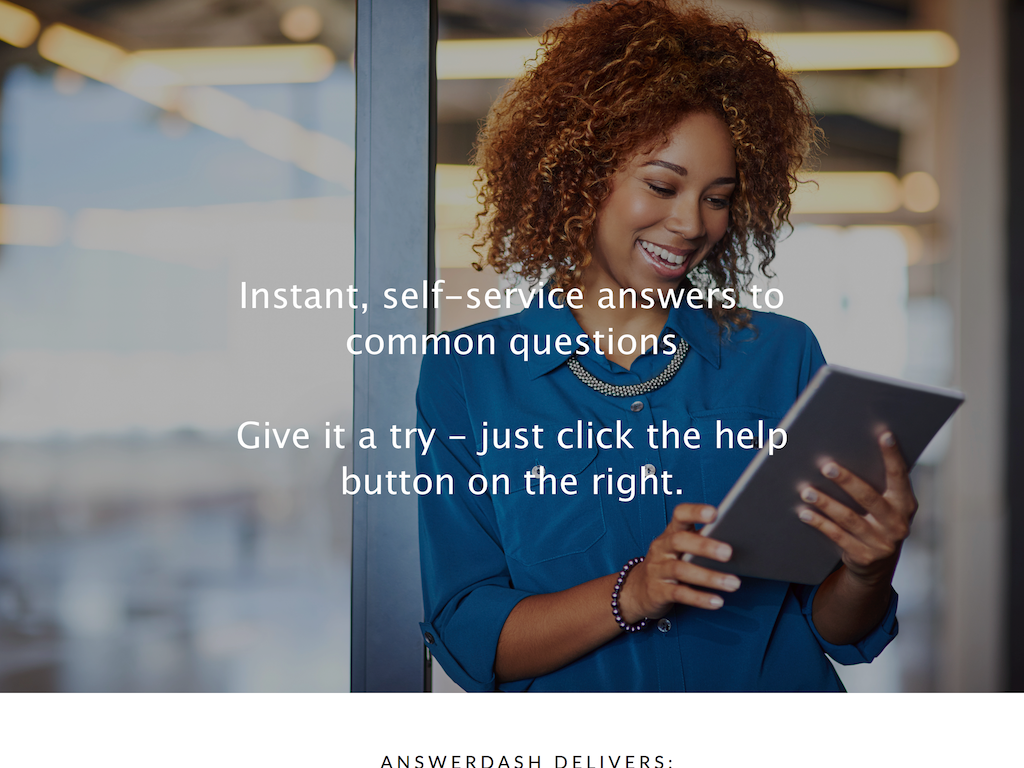 Instant, self-service answers to
common questions.
Give it a try - just click the help
button on the right.
ANSWERDASH DELIVERS: